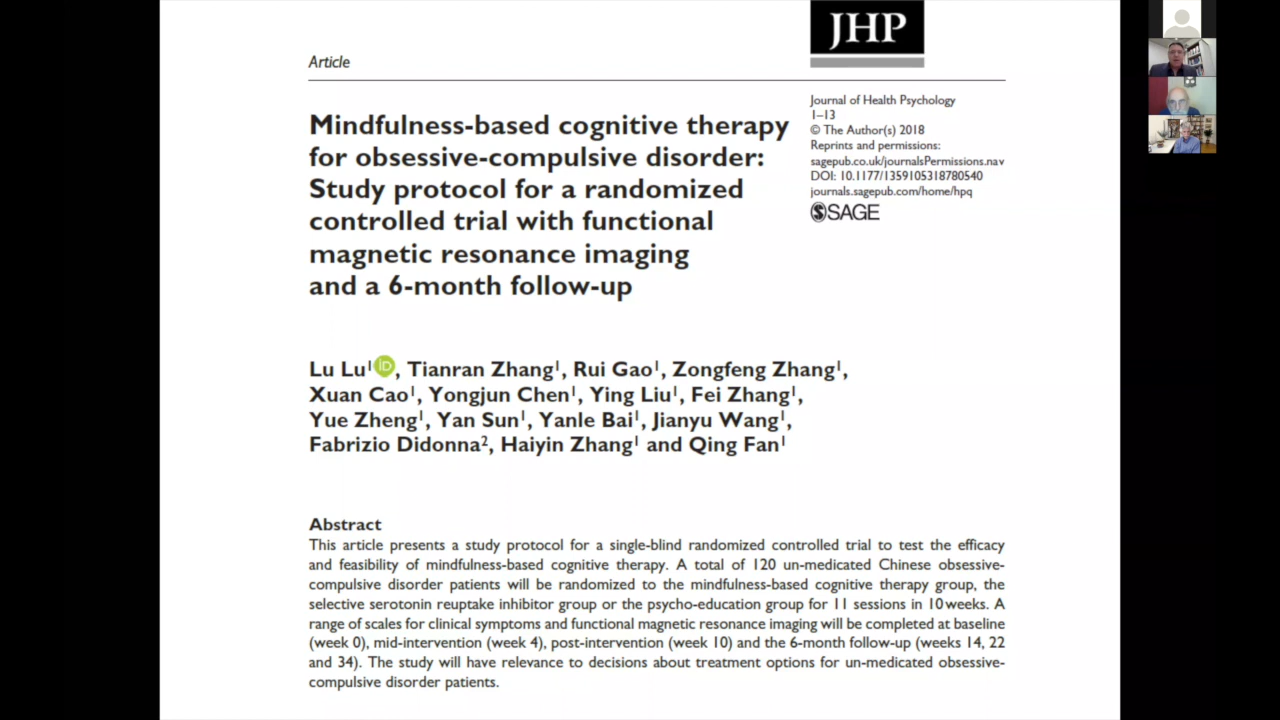 JHP
Article
Mindfulness-based cognitive therapy
for obsessive-compulsive disorder:
Study protocol for a randomized
controlled trial with functional
magnetic resonance imaging
and a 6-month follow-up
Journal of Health Psychology
1–13
© The Author(s) 2018
Reprints and permissions:
sagepub.co.uk/journalsPermissions.nav
DOI: 10.1177/1359105318780540
journals.sagepub.com/home/hpq
SAGE
Lu Lu¹ iD, Tianran Zhang¹, Rui Gao¹, Zongfeng Zhang¹,
Xuan Cao¹, Yongjun Chen¹, Ying Liu¹, Fei Zhang¹,
Yue Zheng¹, Yan Sun¹, Yanle Bai¹, Jianyu Wang¹,
Fabrizio Didonna², Haiyin Zhang¹ and Qing Fan¹
Abstract
This article presents a study protocol for a single-blind randomized controlled trial to test the efficacy
and feasibility of mindfulness-based cognitive therapy. A total of 120 un-medicated Chinese obsessive-
compulsive disorder patients will be randomized to the mindfulness-based cognitive therapy group, the
selective serotonin reuptake inhibitor group or the psycho-education group for 11 sessions in 10 weeks. A
range of scales for clinical symptoms and functional magnetic resonance imaging will be completed at baseline
(week 0), mid-intervention (week 4), post-intervention (week 10) and the 6-month follow-up (weeks 14, 22
and 34). The study will have relevance to decisions about treatment options for un-medicated obsessive-
compulsive disorder patients.